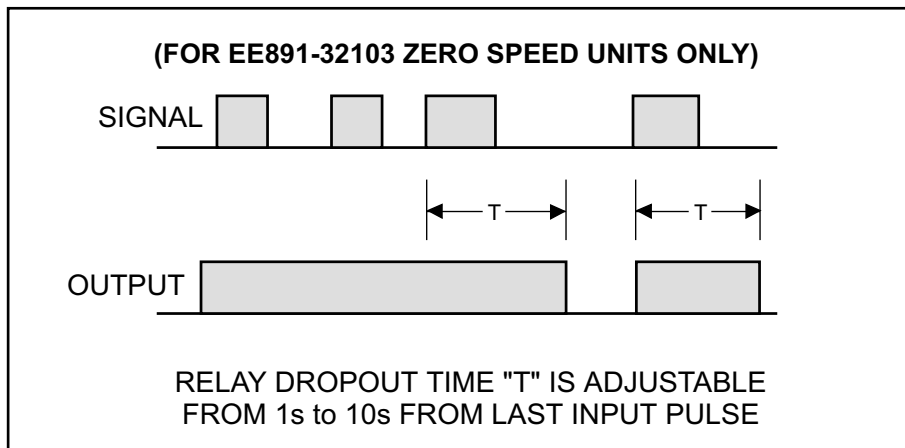 (FOR EE891-32103 ZERO SPEED UNITS ONLY)
SIGNAL
T
T
OUTPUT
RELAY DROPOUT TIME "T" IS ADJUSTABLE
FROM 1s to 10s FROM LAST INPUT PULSE